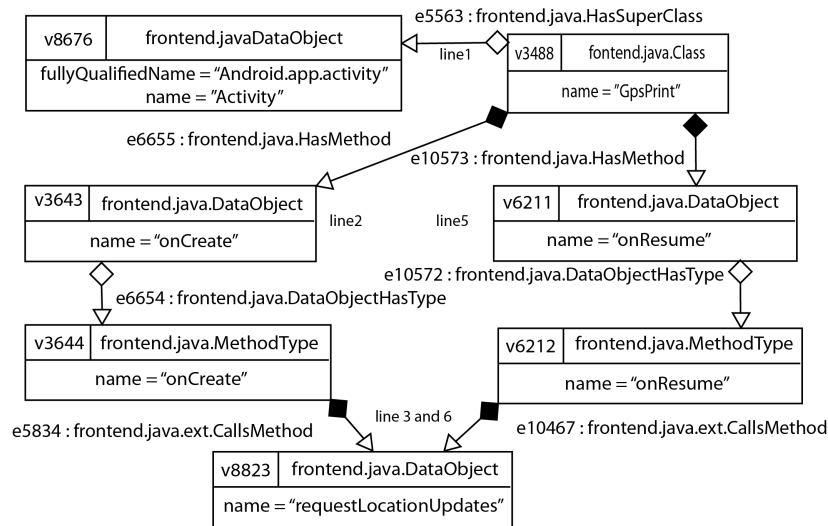 e5563 : frontend.java.HasSuperClass
v8676 frontend.javaDataObject
fullyQualifiedName = “Android.app.activity”
name = ”Activity”
line1
v3488 fontend.java.Class
name = ”GpsPrint”
e6655 : frontend.java.HasMethod
e10573 : frontend.java.HasMethod
v3643 frontend.java.DataObject
name = “onCreate”
line2
line5
v6211 frontend.java.DataObject
name = “onResume”
e10572 : frontend.java.DataObjectHasType
e6654 : frontend.java.DataObjectHasType
v3644 frontend.java.MethodType
name = “onCreate”
v6212 frontend.java.MethodType
name = “onResume”
line 3 and 6
e5834 : frontend.java.ext.CallsMethod
e10467 : frontend.java.ext.CallsMethod
v8823 frontend.java.DataObject
name = “requestLocationUpdates”